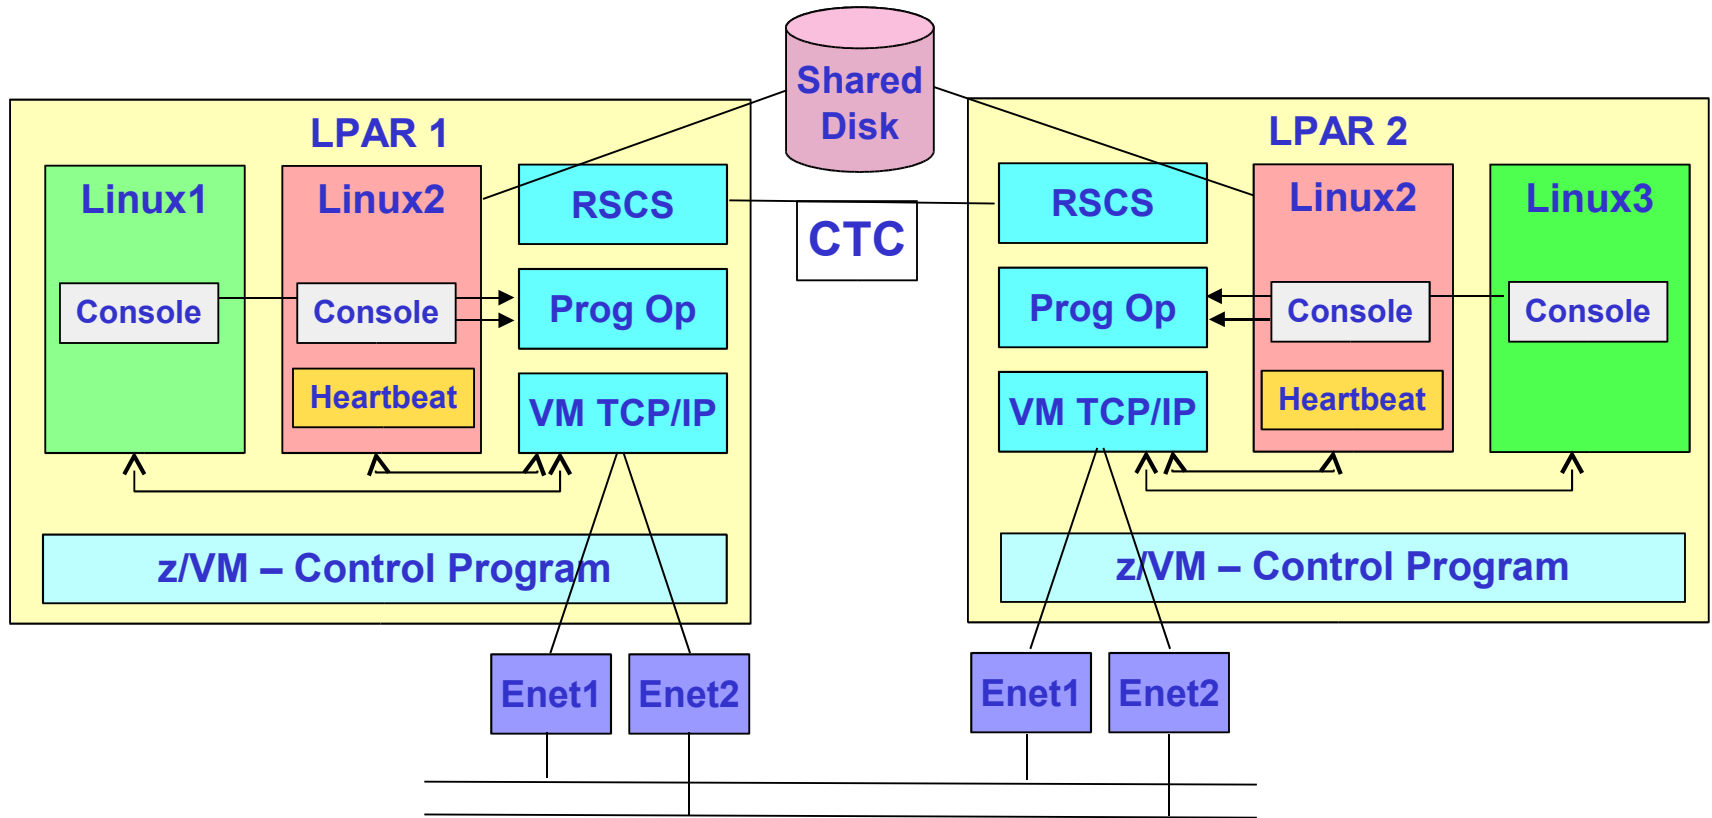 Shared
Disk
LPAR 1
Linux1
Linux2
RSCS
Console
Console
Prog Op
Heartbeat
VM TCP/IP
z/VM – Control Program
CTC
LPAR 2
RSCS
Linux2
Linux3
Prog Op
Console
Console
VM TCP/IP
Heartbeat
z/VM – Control Program
Enet1
Enet2
Enet1
Enet2